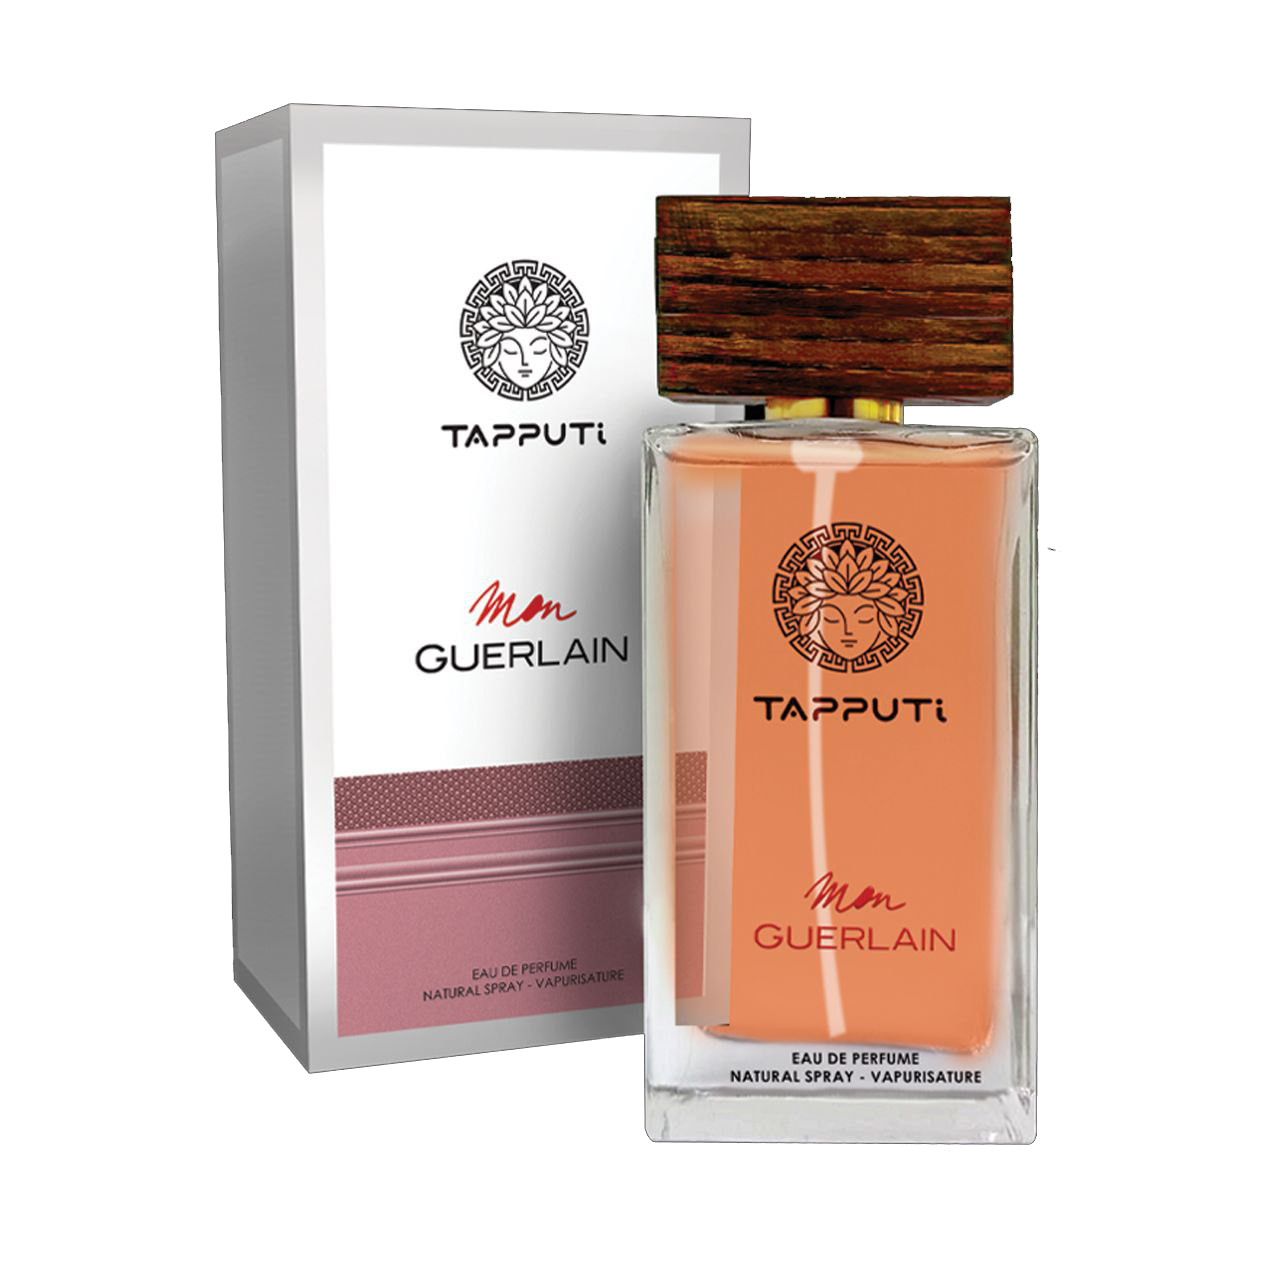 TAPPUTi
Mon
GUERLAIN
EAU DE PERFUME
NATURAL SPRAY - VAPURISATURE
TAPPUTi
Mon
GUERLAIN
EAU DE PERFUME
NATURAL SPRAY - VAPURISATURE